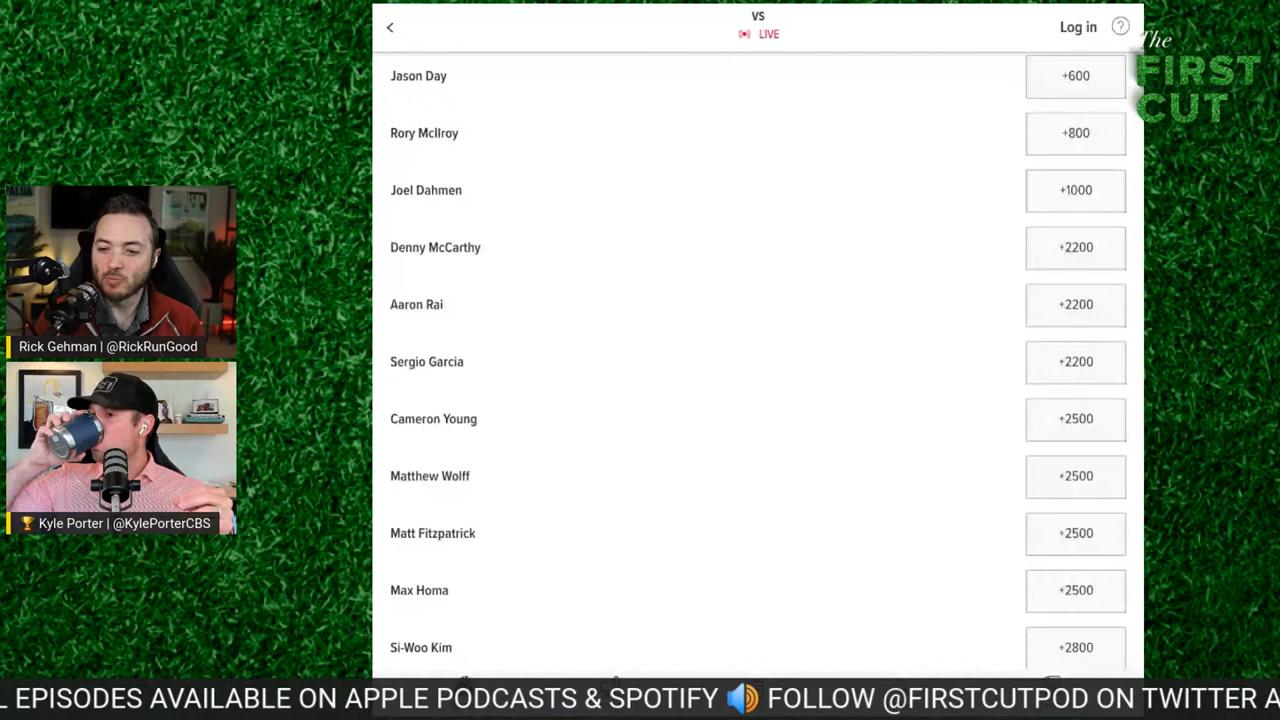 VS
LIVE
Log in
?
The
FIRST
CUT
Jason Day
+600
Rory McIlroy
+800
Joel Dahmen
+1000
Denny McCarthy
+2200
Aaron Rai
+2200
Sergio Garcia
+2200
Cameron Young
+2500
Matthew Wolff
+2500
Matt Fitzpatrick
+2500
Max Homa
+2500
Si-Woo Kim
+2800
Rick Gehman | @RickRunGood
Kyle Porter | @KylePorterCBS
L EPISODES AVAILABLE ON APPLE PODCASTS & SPOTIFY 🔊 FOLLOW @FIRSTCUTPOD ON TWITTER A